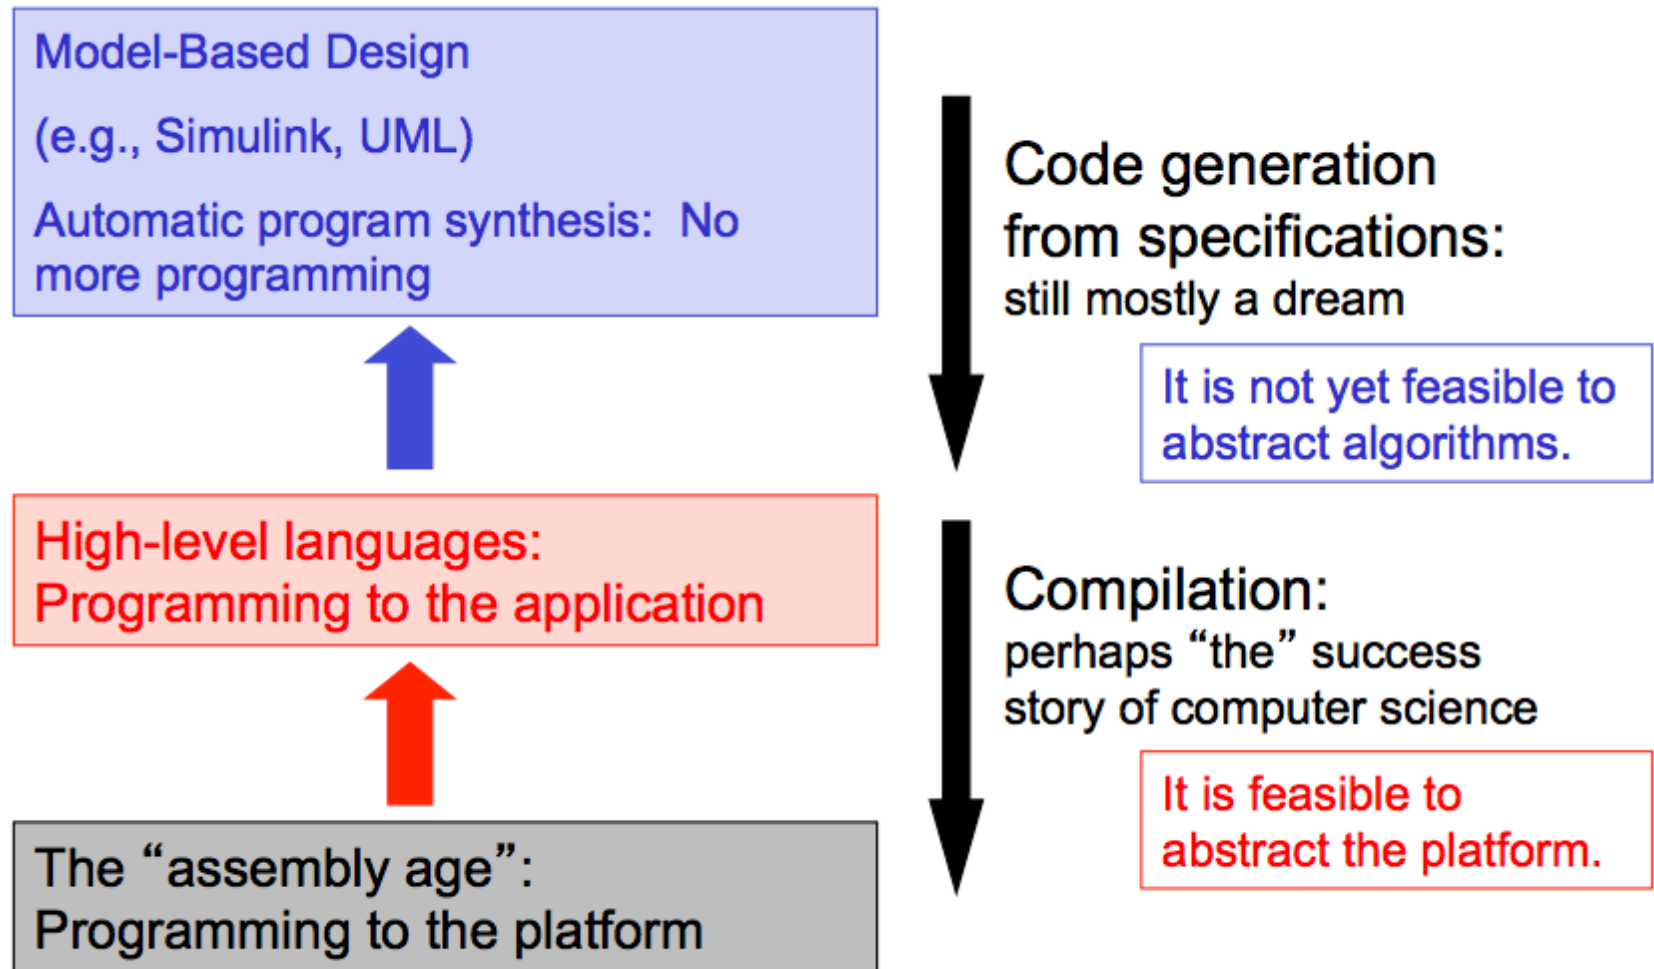 Model-Based Design
(e.g., Simulink, UML)
Automatic program synthesis:  No
more programming
Code generation
from specifications:
still mostly a dream
It is not yet feasible to
abstract algorithms.
High-level languages:
Programming to the application
Compilation:
perhaps “the” success
story of computer science
It is feasible to
abstract the platform.
The “assembly age”:
Programming to the platform